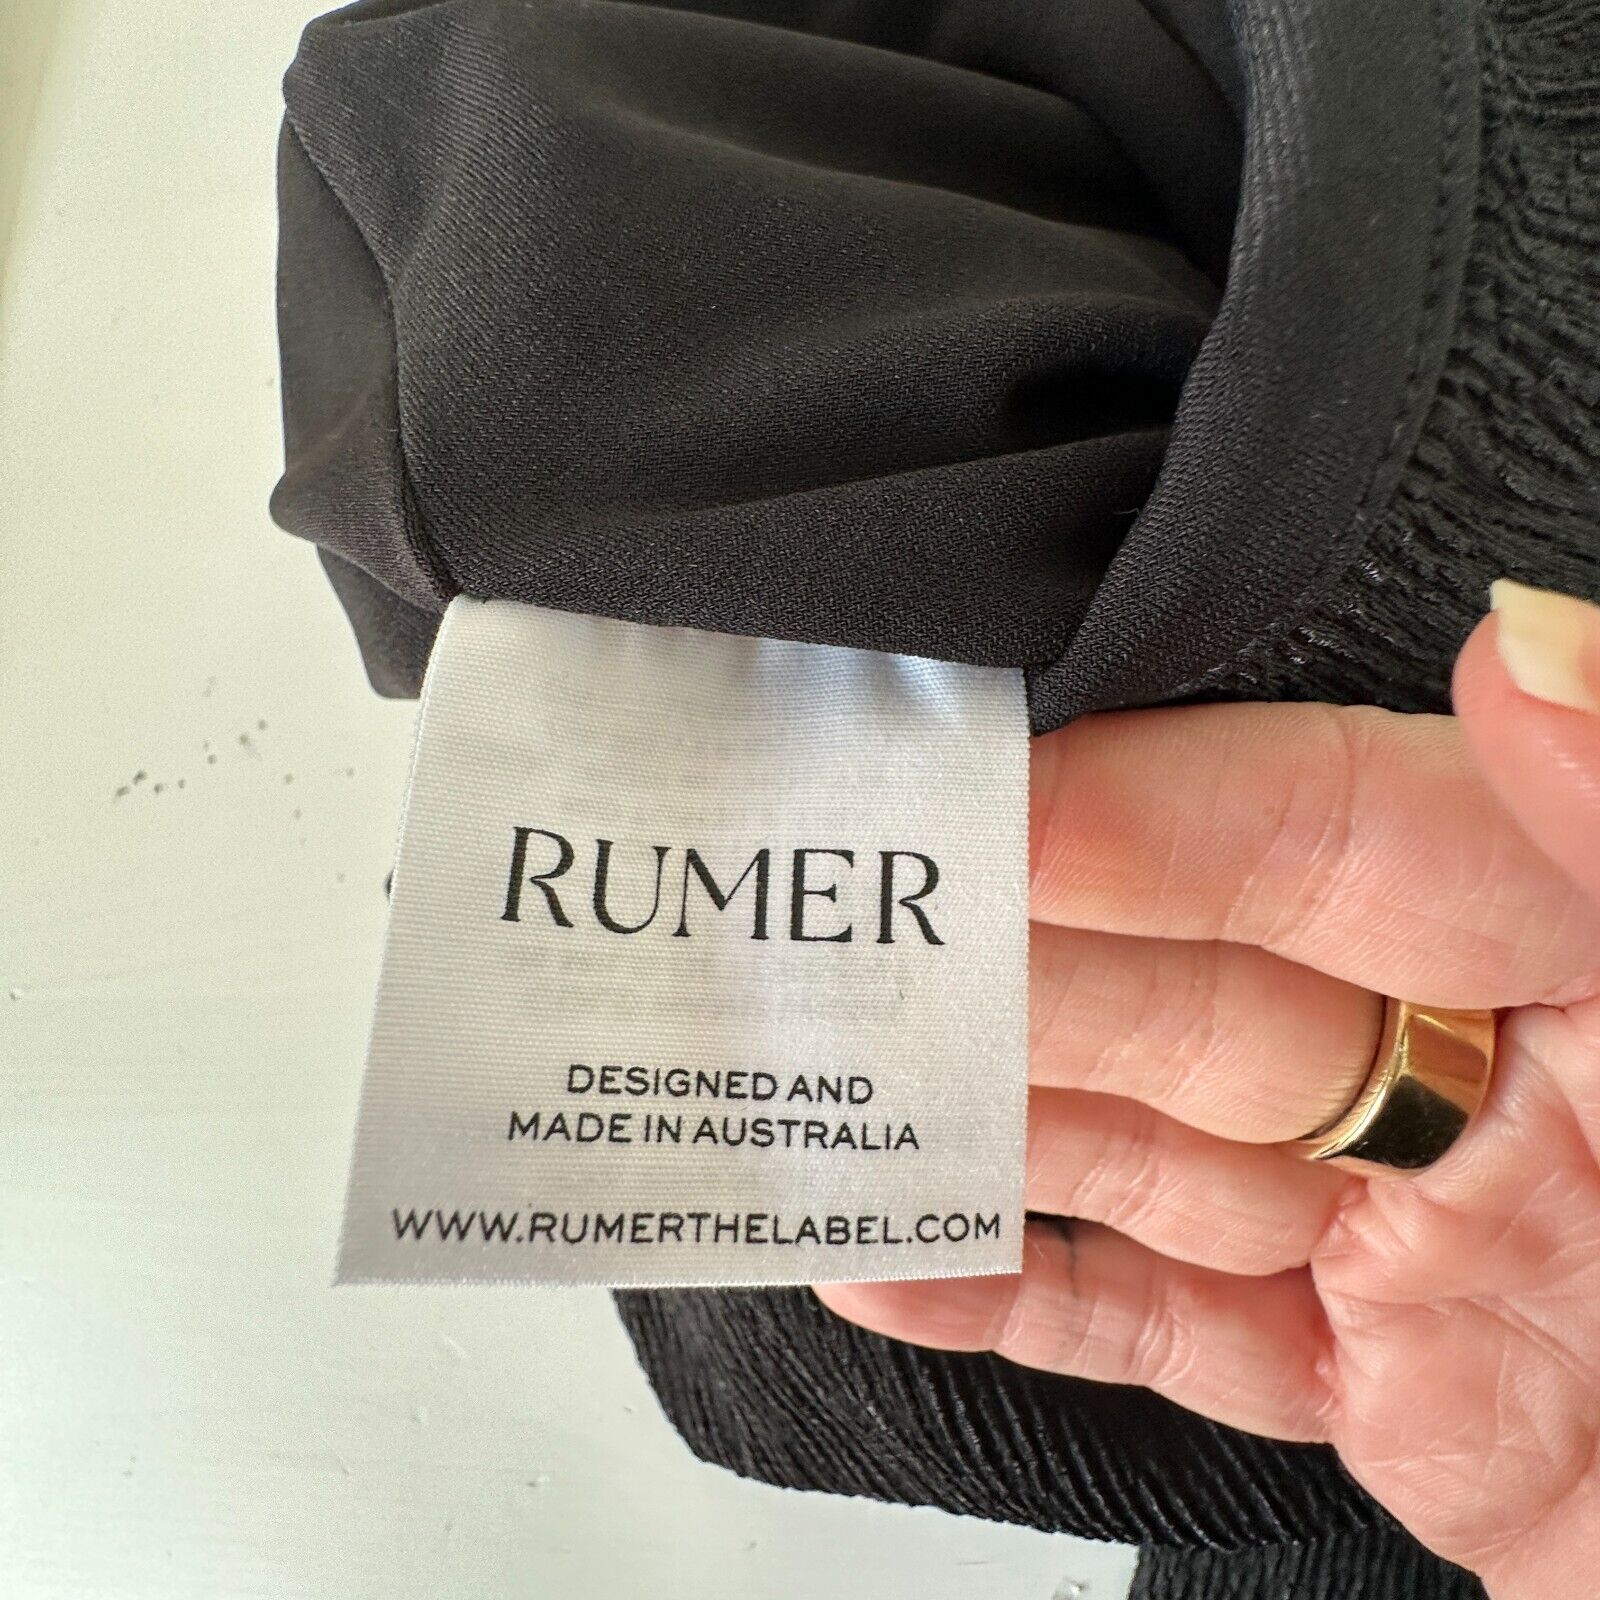 RUMER
DESIGNED AND
MADE IN AUSTRALIA
WWW.RUMERTHELABEL.COM